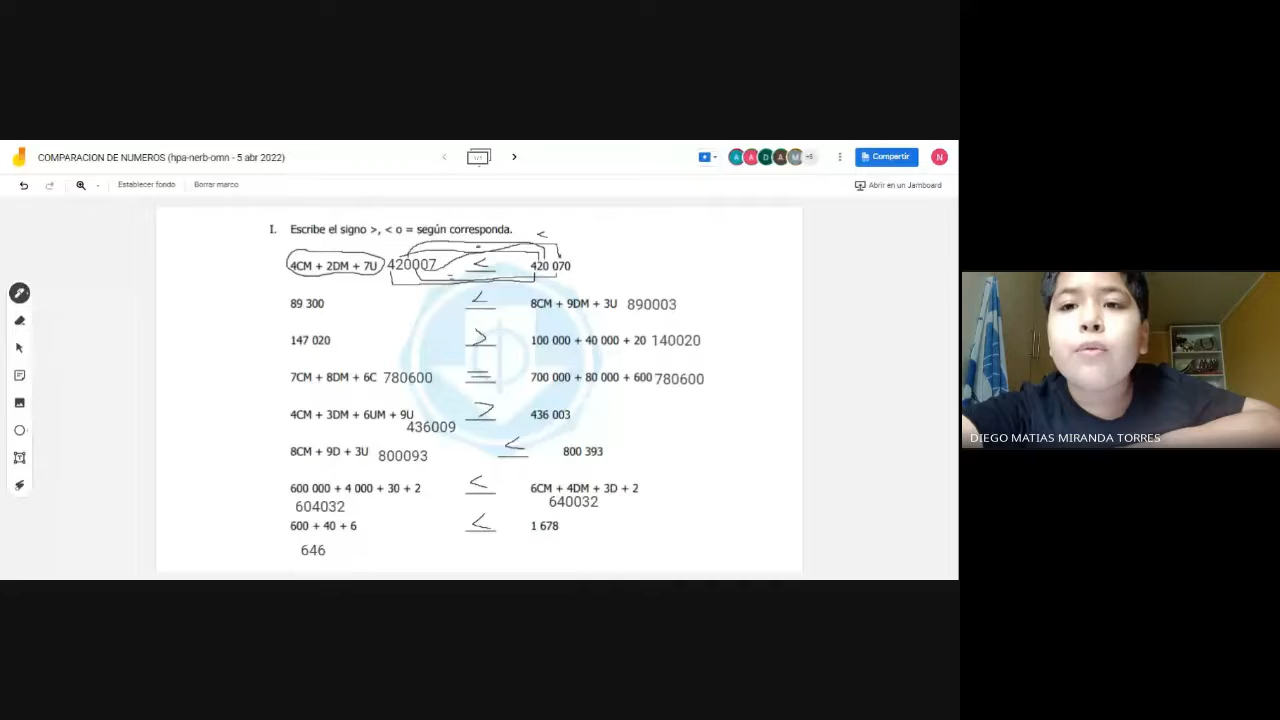 COMPARACION DE NUMEROS (hpa-nerb-omn - 5 abr 2022)
1/1
A A D A M +8
Compartir
N
Establecer fondo
Borrar marco
Abrir en un Jamboard
I. Escribe el signo >, < o = según corresponda.
<
4CM + 2DM + 7U 420007 < 420 070
89 300 < 8CM + 9DM + 3U 890003
147 020 > 100 000 + 40 000 + 20 140020
7CM + 8DM + 6C 780600 = 700 000 + 80 000 + 600 780600
4CM + 3DM + 6UM + 9U > 436 003
436009
8CM + 9D + 3U 800093 < 800 393
600 000 + 4 000 + 30 + 2 < 6CM + 4DM + 3D + 2
604032 640032
600 + 40 + 6 < 1 678
646
DIEGO MATIAS MIRANDA TORRES